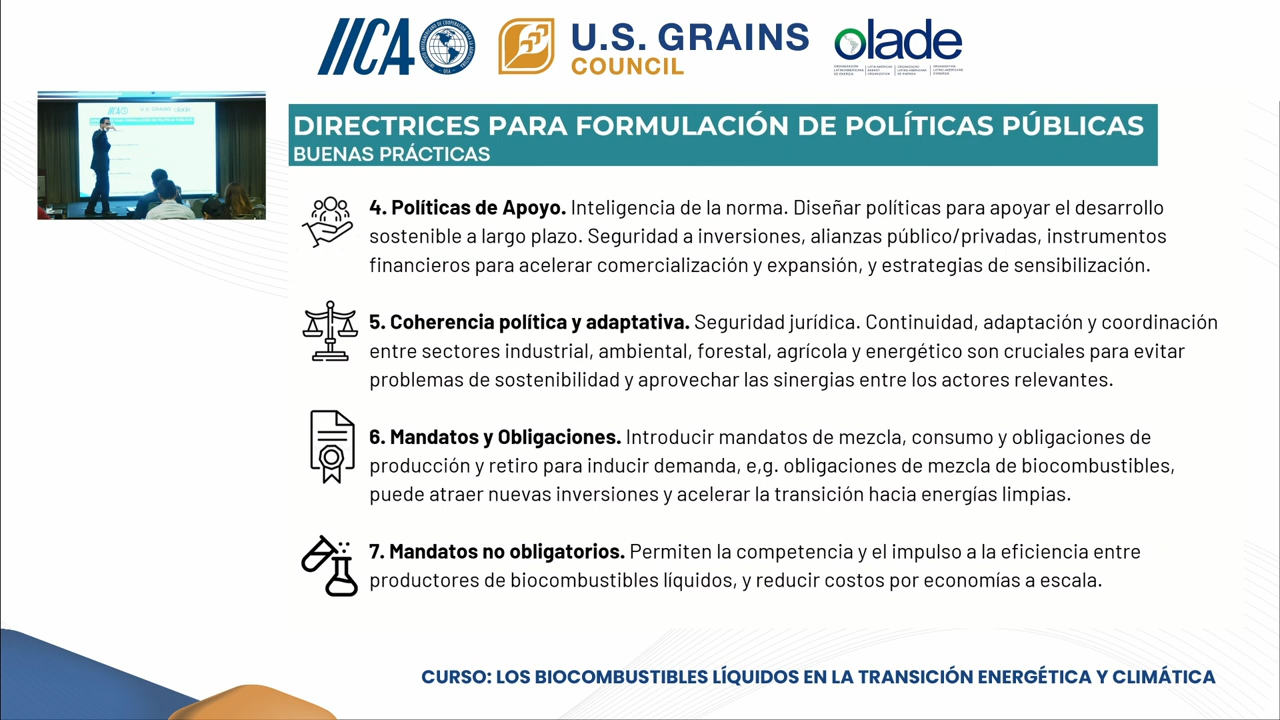 IICA
U.S. GRAINS
COUNCIL
olade
DIRECTRICES PARA FORMULACIÓN DE POLÍTICAS PÚBLICAS
BUENAS PRÁCTICAS
4. Políticas de Apoyo. Inteligencia de la norma. Diseñar políticas para apoyar el desarrollo
sostenible a largo plazo. Seguridad a inversiones, alianzas público/privadas, instrumentos
financieros para acelerar comercialización y expansión, y estrategias de sensibilización.
5. Coherencia política y adaptativa. Seguridad jurídica. Continuidad, adaptación y coordinación
entre sectores industrial, ambiental, forestal, agrícola y energético son cruciales para evitar
problemas de sostenibilidad y aprovechar las sinergias entre los actores relevantes.
6. Mandatos y Obligaciones. Introducir mandatos de mezcla, consumo y obligaciones de
producción y retiro para inducir demanda, e,g. obligaciones de mezcla de biocombustibles,
puede atraer nuevas inversiones y acelerar la transición hacia energías limpias.
7. Mandatos no obligatorios. Permiten la competencia y el impulso a la eficiencia entre
productores de biocombustibles líquidos, y reducir costos por economías a escala.
CURSO: LOS BIOCOMBUSTIBLES LÍQUIDOS EN LA TRANSICIÓN ENERGÉTICA Y CLIMÁTICA